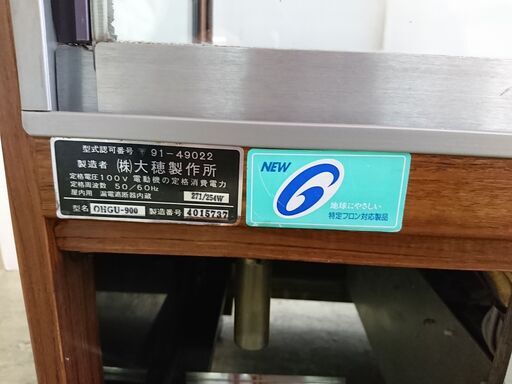 型式認可番号 〒91-49022
製造者 ㈱大穂製作所
定格電圧100V 電動機の定格消費電力
定格周波数 50/60Hz 271/254W
屋内用 漏電遮断器内蔵
型名 OHGU-900 製造番号 4015737
NEW
6
地球にやさしい
特定フロン対応製品